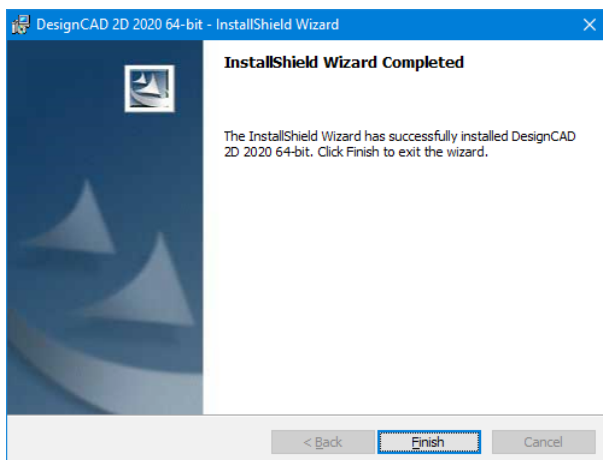 DesignCAD 2D 2020 64-bit - InstallShield Wizard
InstallShield Wizard Completed
The InstallShield Wizard has successfully installed DesignCAD
2D 2020 64-bit. Click Finish to exit the wizard.
< Back
Finish
Cancel